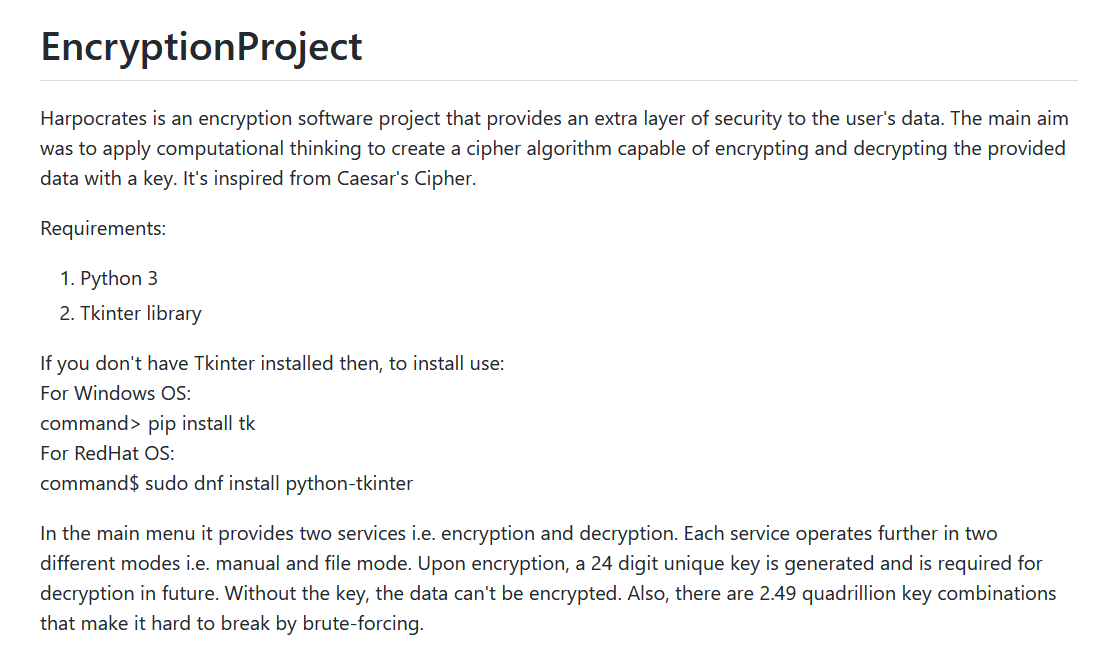 EncryptionProject
Harpocrates is an encryption software project that provides an extra layer of security to the user's data. The main aim
was to apply computational thinking to create a cipher algorithm capable of encrypting and decrypting the provided
data with a key. It's inspired from Caesar's Cipher.
Requirements:
1. Python 3
2. Tkinter library
If you don't have Tkinter installed then, to install use:
For Windows OS:
command> pip install tk
For RedHat OS:
command$ sudo dnf install python-tkinter
In the main menu it provides two services i.e. encryption and decryption. Each service operates further in two
different modes i.e. manual and file mode. Upon encryption, a 24 digit unique key is generated and is required for
decryption in future. Without the key, the data can't be encrypted. Also, there are 2.49 quadrillion key combinations
that make it hard to break by brute-forcing.